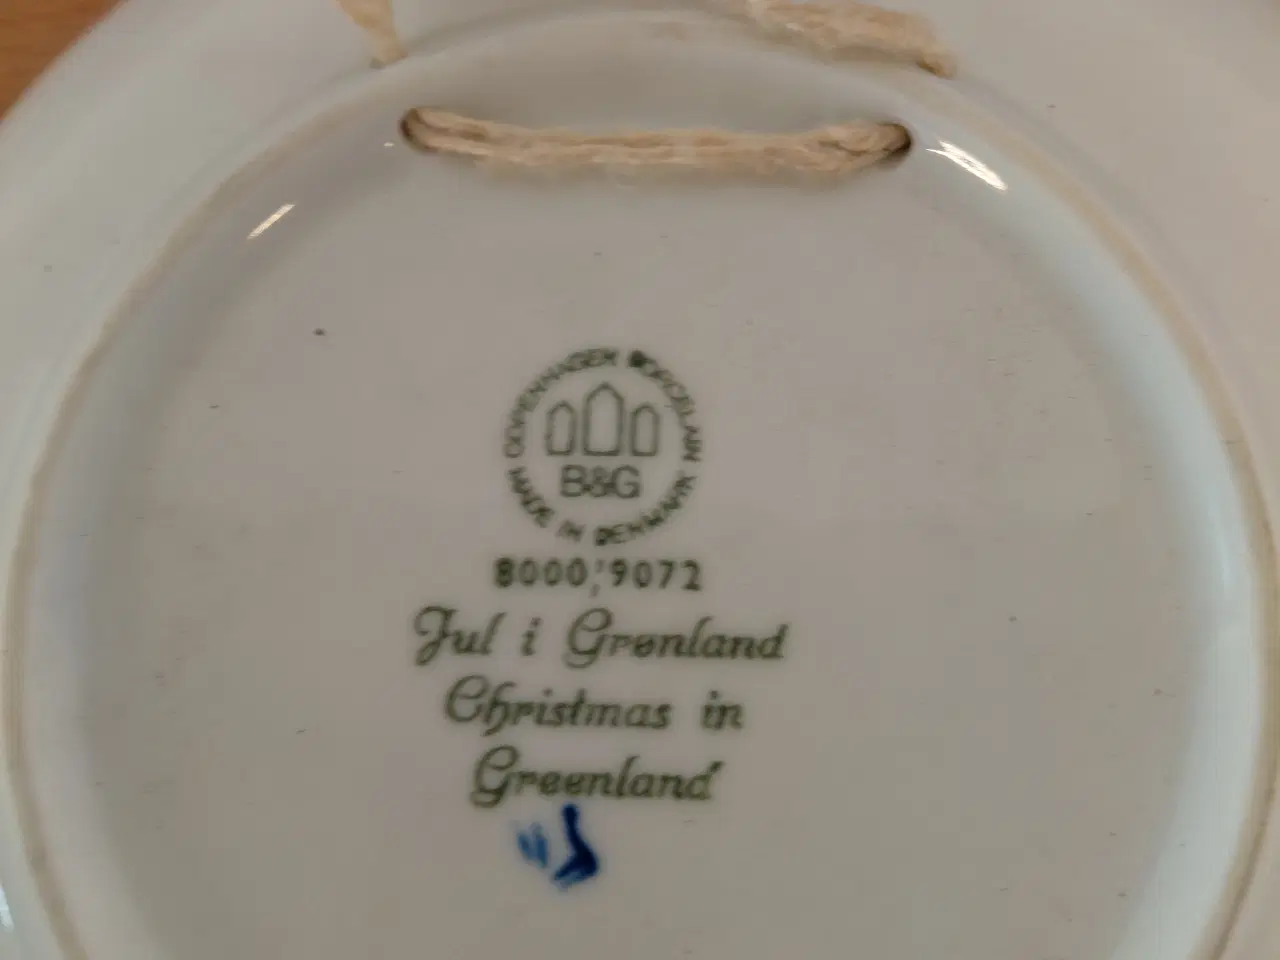 COPENHAGEN PORCELAIN
B&G
MADE IN DENMARK
8000/9072
Jul i Grønland
Christmas in
Greenland